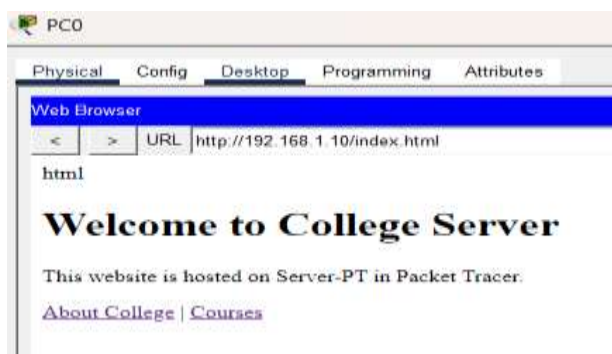 PC0
Physical Config Desktop Programming Attributes
Web Browser
< > URL http://192.168.1.10/index.html
html
Welcome to College Server
This website is hosted on Server-PT in Packet Tracer.
About College | Courses